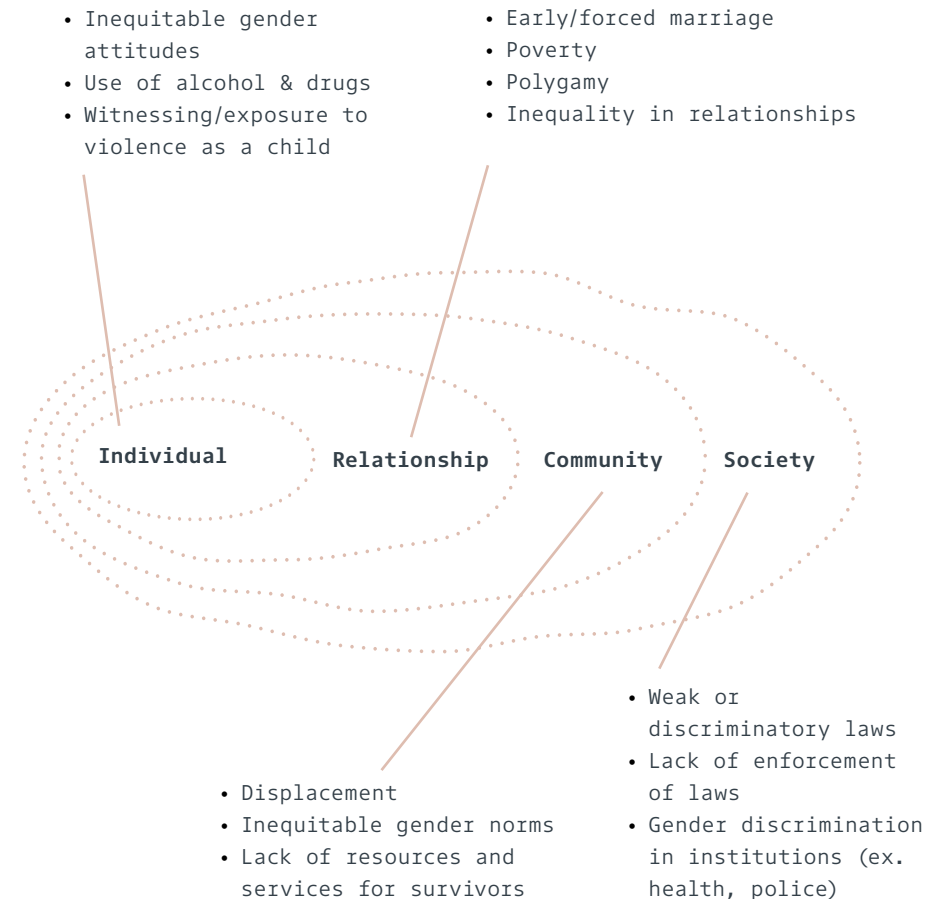 • Inequitable gender
attitudes
• Use of alcohol & drugs
• Witnessing/exposure to
violence as a child
• Early/forced marriage
• Poverty
• Polygamy
• Inequality in relationships
Individual
Relationship
Community
Society
• Displacement
• Inequitable gender norms
• Lack of resources and
services for survivors
• Weak or
discriminatory laws
• Lack of enforcement
of laws
• Gender discrimination
in institutions (ex.
health, police)